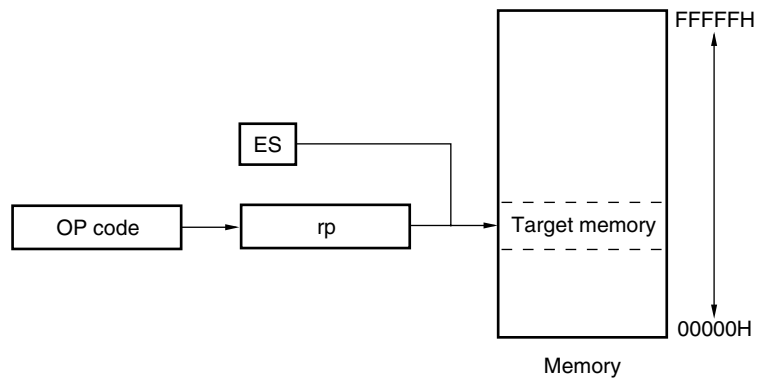 FFFFFH
ES
OP code
rp
Target memory
00000H
Memory